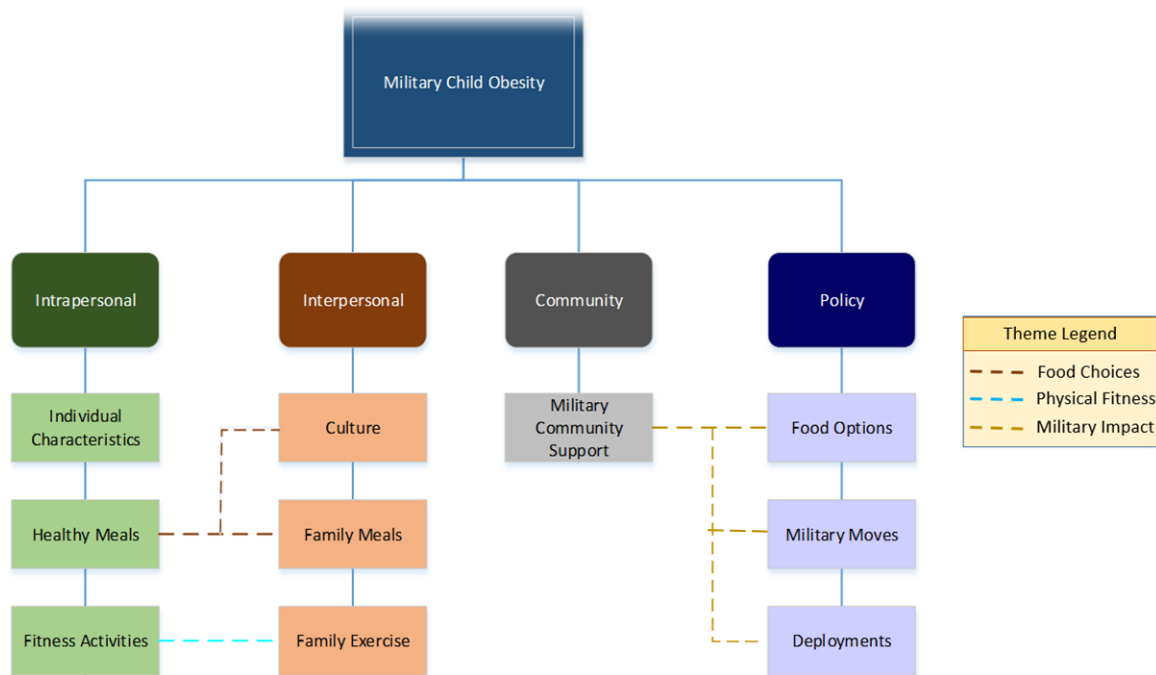 Military Child Obesity
Intrapersonal
Interpersonal
Community
Policy
Theme Legend
Food Choices
Physical Fitness
Military Impact
Individual
Characteristics
Culture
Military
Community
Support
Food Options
Healthy Meals
Family Meals
Military Moves
Fitness Activities
Family Exercise
Deployments